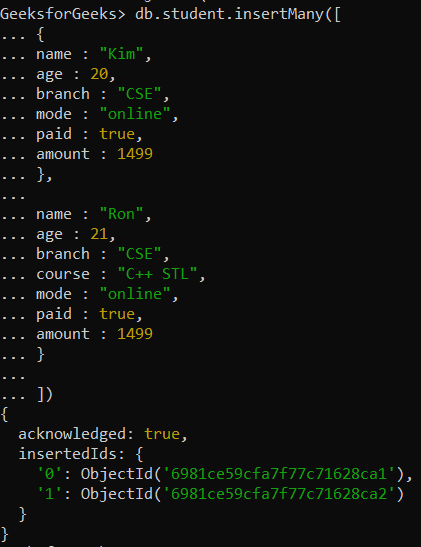 GeeksforGeeks> db.student.insertMany([
... {
... name : "Kim",
... age : 20,
... branch : "CSE",
... mode : "online",
... paid : true,
... amount : 1499
... },
...
... name : "Ron",
... age : 21,
... branch : "CSE",
... course : "C++ STL",
... mode : "online",
... paid : true,
... amount : 1499
... }
...
... ])
{
  acknowledged: true,
  insertedIds: {
    '0': ObjectId('6981ce59cfa7f77c71628ca1'),
    '1': ObjectId('6981ce59cfa7f77c71628ca2')
  }
}